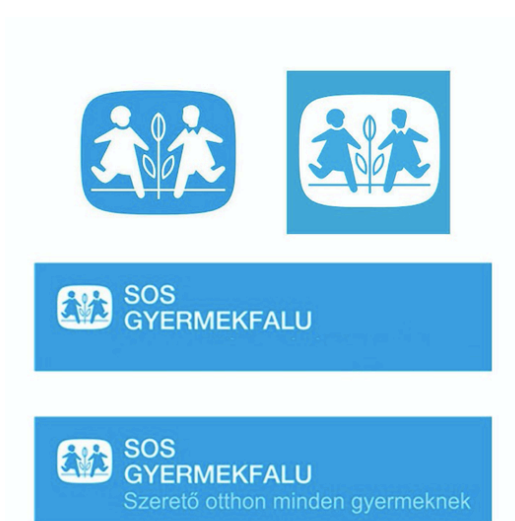 SOS
GYERMEKFALU
SOS
GYERMEKFALU
Szerető otthon minden gyermeknek